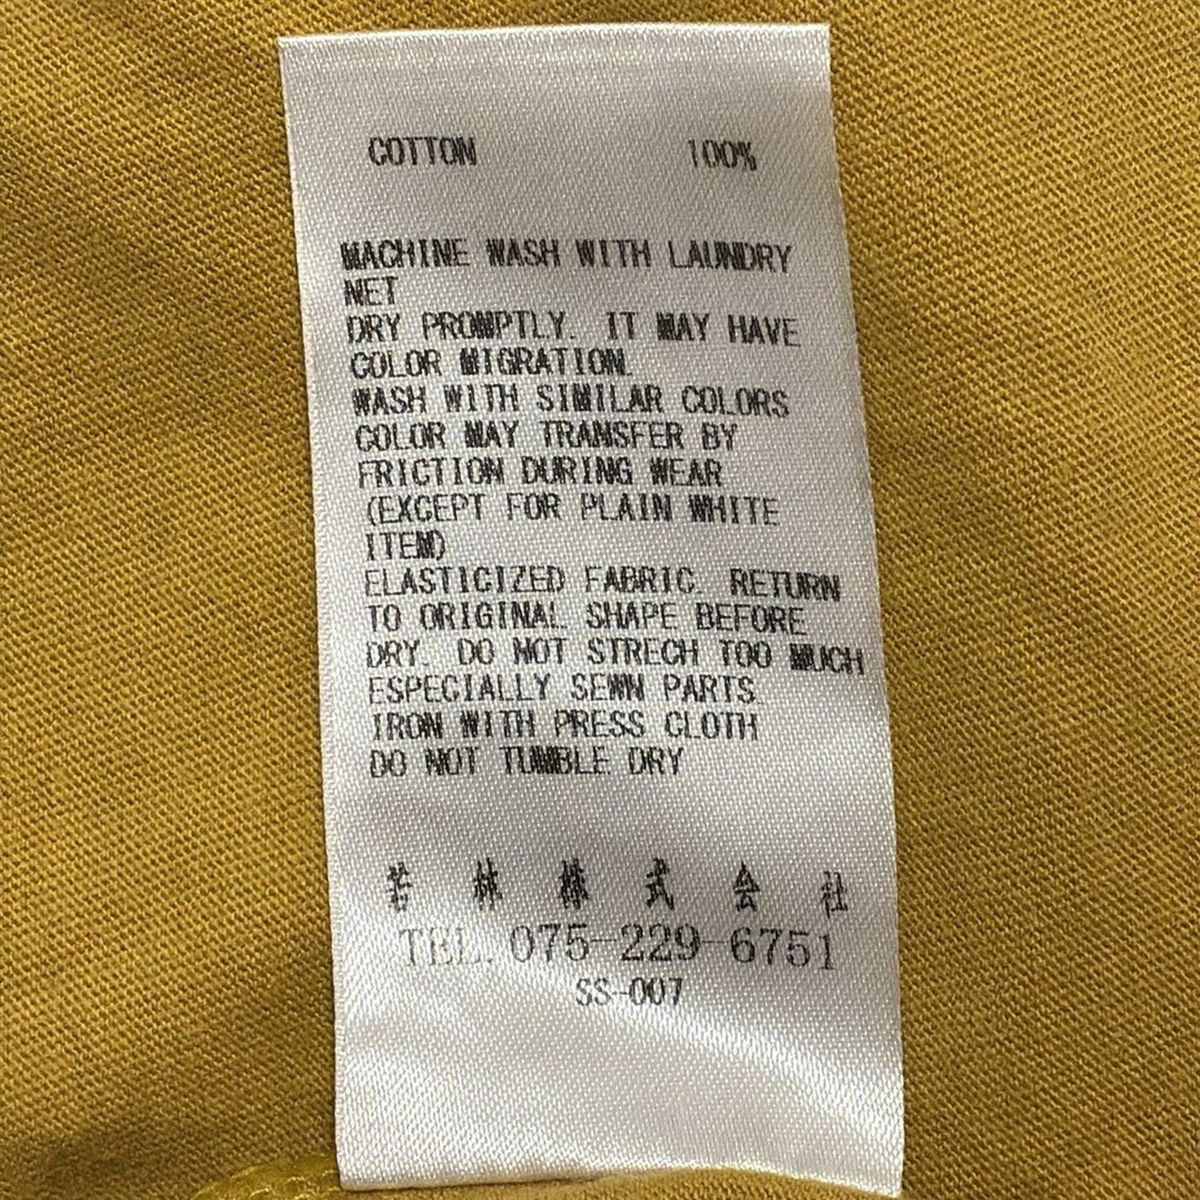 COTTON 100%
MACHINE WASH WITH LAUNDRY
NET
DRY PROMPTLY. IT MAY HAVE
COLOR MIGRATION.
WASH WITH SIMILAR COLORS
COLOR MAY TRANSFER BY
FRICTION DURING WEAR
(EXCEPT FOR PLAIN WHITE
ITEM)
ELASTICIZED FABRIC. RETURN
TO ORIGINAL SHAPE BEFORE
DRY. DO NOT STRECH TOO MUCH
ESPECIALLY SEWN PARTS.
IRON WITH PRESS CLOTH
DO NOT TUMBLE DRY
若林株式会社
TEL. 075-229-6751
SS-007